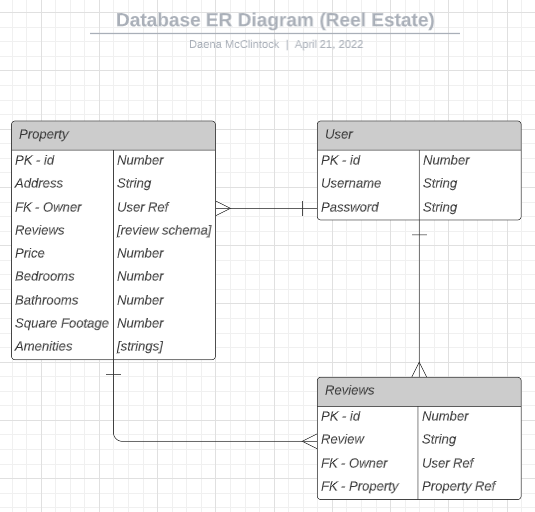 Database ER Diagram (Reel Estate)
Daena McClintock | April 21, 2022
Property
PK - id Number
Address String
FK - Owner User Ref
Reviews [review schema]
Price Number
Bedrooms Number
Bathrooms Number
Square Footage Number
Amenities [strings]
User
PK - id Number
Username String
Password String
Reviews
PK - id Number
Review String
FK - Owner User Ref
FK - Property Property Ref